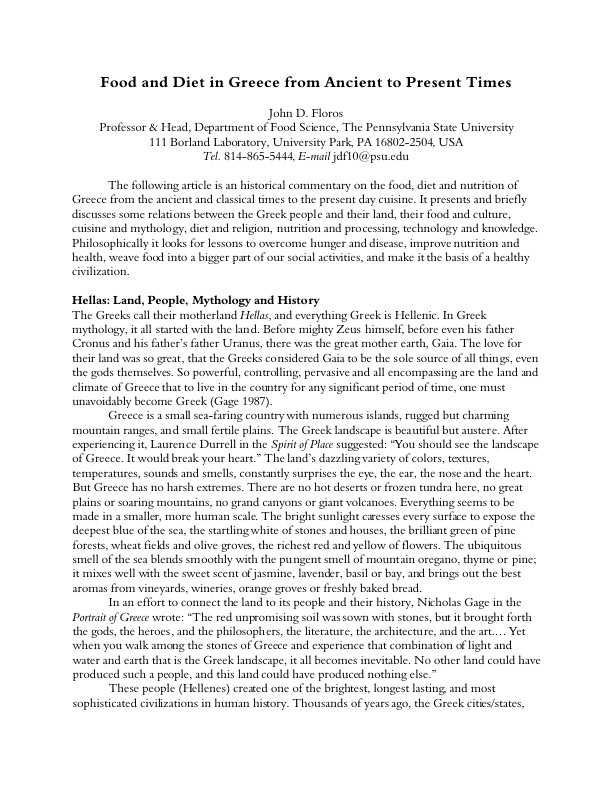 Food and Diet in Greece from Ancient to Present Times
John D. Floros
Professor & Head, Department of Food Science, The Pennsylvania State University
111 Borland Laboratory, University Park, PA 16802-2504, USA
Tel. 814-865-5444, E-mail jdf10@psu.edu
The following article is an historical commentary on the food, diet and nutrition of
Greece from the ancient and classical times to the present day cuisine. It presents and briefly
discusses some relations between the Greek people and their land, their food and culture,
cuisine and mythology, diet and religion, nutrition and processing, technology and knowledge.
Philosophically it looks for lessons to overcome hunger and disease, improve nutrition and
health, weave food into a bigger part of our social activities, and make it the basis of a healthy
civilization.
Hellas: Land, People, Mythology and History
The Greeks call their motherland Hellas, and everything Greek is Hellenic. In Greek
mythology, it all started with the land. Before mighty Zeus himself, before even his father
Cronus and his father's father Uranus, there was the great mother earth, Gaia. The love for
their land was so great, that the Greeks considered Gaia to be the sole source of all things, even
the gods themselves. So powerful, controlling, pervasive and all encompassing are the land and
climate of Greece that to live in the country for any significant period of time, one must
unavoidably become Greek (Gage 1987).
Greece is a small sea-faring country with numerous islands, rugged but charming
mountain ranges, and small fertile plains. The Greek landscape is beautiful but austere. After
experiencing it, Laurence Durrell in the Spirit of Place suggested: “You should see the landscape
of Greece. It would break your heart.” The land's dazzling variety of colors, textures,
temperatures, sounds and smells, constantly surprises the eye, the ear, the nose and the heart.
But Greece has no harsh extremes. There are no hot deserts or frozen tundra here, no great
plains or soaring mountains, no grand canyons or giant volcanoes. Everything seems to be
made in a smaller, more human scale. The bright sunlight caresses every surface to expose the
deepest blue of the sea, the startling white of stones and houses, the brilliant green of pine
forests, wheat fields and olive groves, the richest red and yellow of flowers. The ubiquitous
smell of the sea blends smoothly with the pungent smell of mountain oregano, thyme or pine;
it mixes well with the sweet scent of jasmine, lavender, basil or bay, and brings out the best
aromas from vineyards, wineries, orange groves or freshly baked bread.
In an effort to connect the land to its people and their history, Nicholas Gage in the
Portrait of Greece wrote: “The red unpromising soil was sown with stones, but it brought forth
the gods, the heroes, and the philosophers, the literature, the architecture, and the art.… Yet
when you walk among the stones of Greece and experience that combination of light and
water and earth that is the Greek landscape, it all becomes inevitable. No other land could have
produced such a people, and this land could have produced nothing else.”
These people (Hellenes) created one of the brightest, longest lasting, and most
sophisticated civilizations in human history. Thousands of years ago, the Greek cities/states,